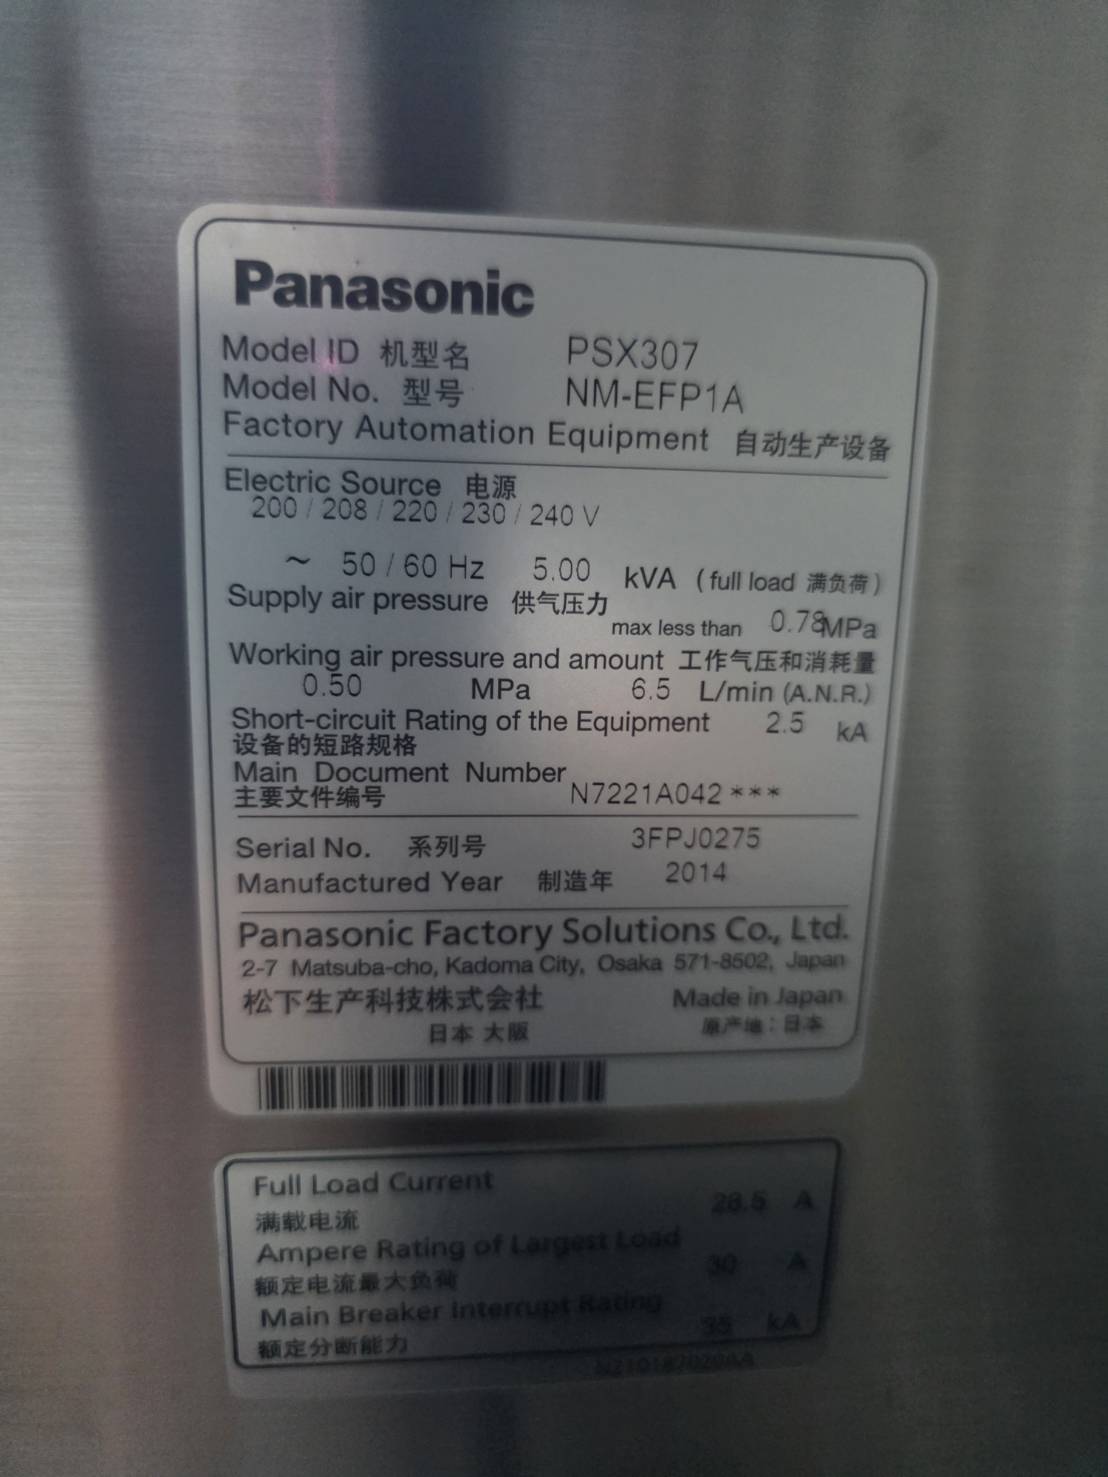 Panasonic
Model ID 机型名 PSX307
Model No. 型号 NM-EFP1A
Factory Automation Equipment 自动生产设备
Electric Source 电源
200 / 208 / 220 / 230 / 240 V
~ 50 / 60 Hz 5.00 kVA (full load 满负荷)
Supply air pressure 供气压力
max less than 0.78MPa
Working air pressure and amount 工作气压和消耗量
0.50 MPa 6.5 L/min (A.N.R.)
Short-circuit Rating of the Equipment 2.5 kA
设备的短路规格
Main Document Number
主要文件编号 N7221A042***
Serial No. 系列号 3FPJ0275
Manufactured Year 制造年 2014
Panasonic Factory Solutions Co., Ltd.
2-7 Matsuba-cho, Kadoma City, Osaka 571-8502, Japan
松下生产科技株式会社 Made in Japan
日本 大阪 原产地：日本
Full Load Current
满载电流 28.5 A
Ampere Rating of Largest Load
额定电流最大负荷 30 A
Main Breaker Interrupt Rating
额定分断能力 35 kA